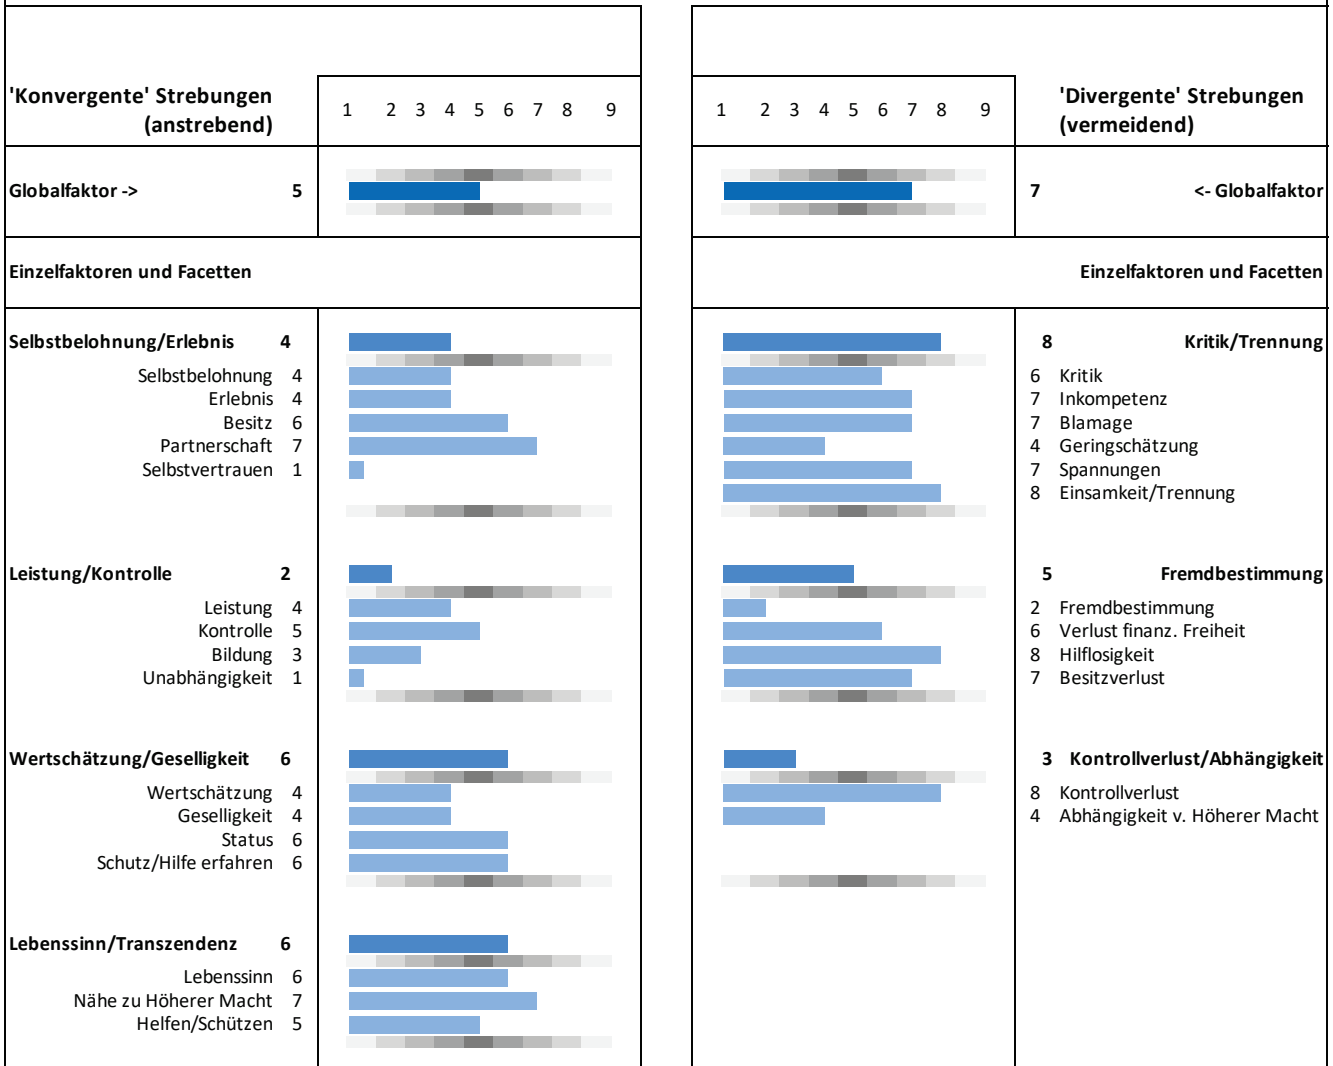 'Konvergente' Strebungen
(anstrebend)
1 2 3 4 5 6 7 8 9
Globalfaktor -> 5
Einzelfaktoren und Facetten
Selbstbelohnung/Erlebnis 4
Selbstbelohnung 4
Erlebnis 4
Besitz 6
Partnerschaft 7
Selbstvertrauen 1
Leistung/Kontrolle 2
Leistung 4
Kontrolle 5
Bildung 3
Unabhängigkeit 1
Wertschätzung/Geselligkeit 6
Wertschätzung 4
Geselligkeit 4
Status 6
Schutz/Hilfe erfahren 6
Lebenssinn/Transzendenz 6
Lebenssinn 6
Nähe zu Höherer Macht 7
Helfen/Schützen 5
1 2 3 4 5 6 7 8 9
'Divergente' Strebungen
(vermeidend)
7 <- Globalfaktor
Einzelfaktoren und Facetten
8 Kritik/Trennung
6 Kritik
7 Inkompetenz
7 Blamage
4 Geringschätzung
7 Spannungen
8 Einsamkeit/Trennung
5 Fremdbestimmung
2 Fremdbestimmung
6 Verlust finanz. Freiheit
8 Hilflosigkeit
7 Besitzverlust
3 Kontrollverlust/Abhängigkeit
8 Kontrollverlust
4 Abhängigkeit v. Höherer Macht